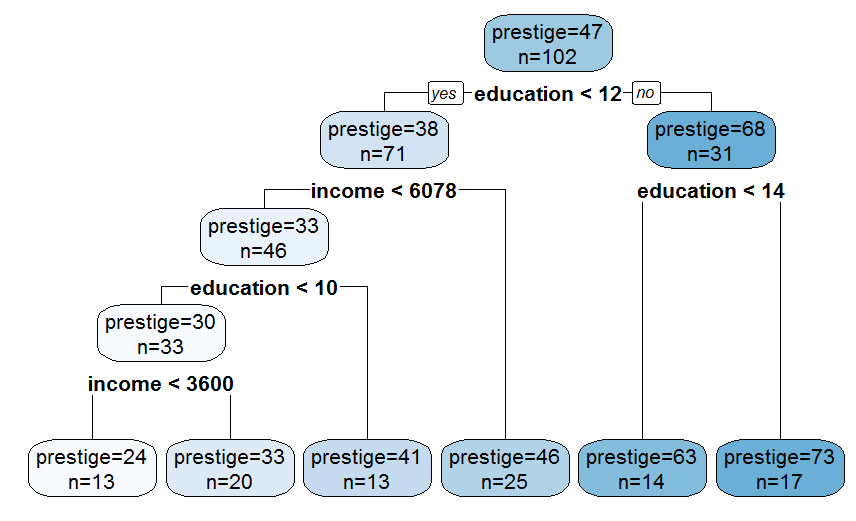 prestige=47
n=102
yes education < 12 no
prestige=38
n=71
prestige=68
n=31
income < 6078
education < 14
prestige=33
n=46
education < 10
prestige=30
n=33
income < 3600
prestige=24
n=13
prestige=33
n=20
prestige=41
n=13
prestige=46
n=25
prestige=63
n=14
prestige=73
n=17